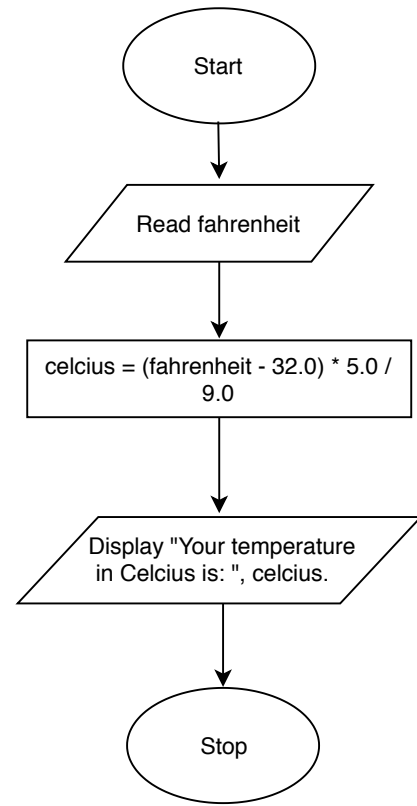 Start
Read fahrenheit
celcius = (fahrenheit - 32.0) * 5.0 /
9.0
Display "Your temperature
in Celcius is: ", celcius.
Stop